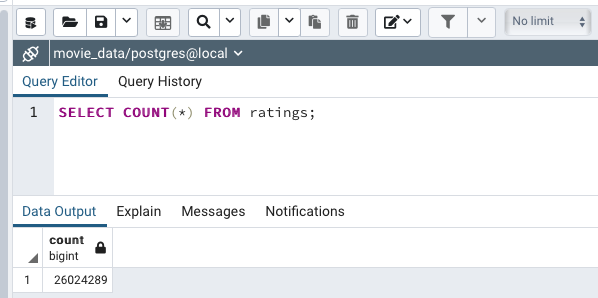 No limit
movie_data/postgres@local
Query Editor Query History
1 SELECT COUNT(*) FROM ratings;
Data Output Explain Messages Notifications
count
bigint
1 26024289